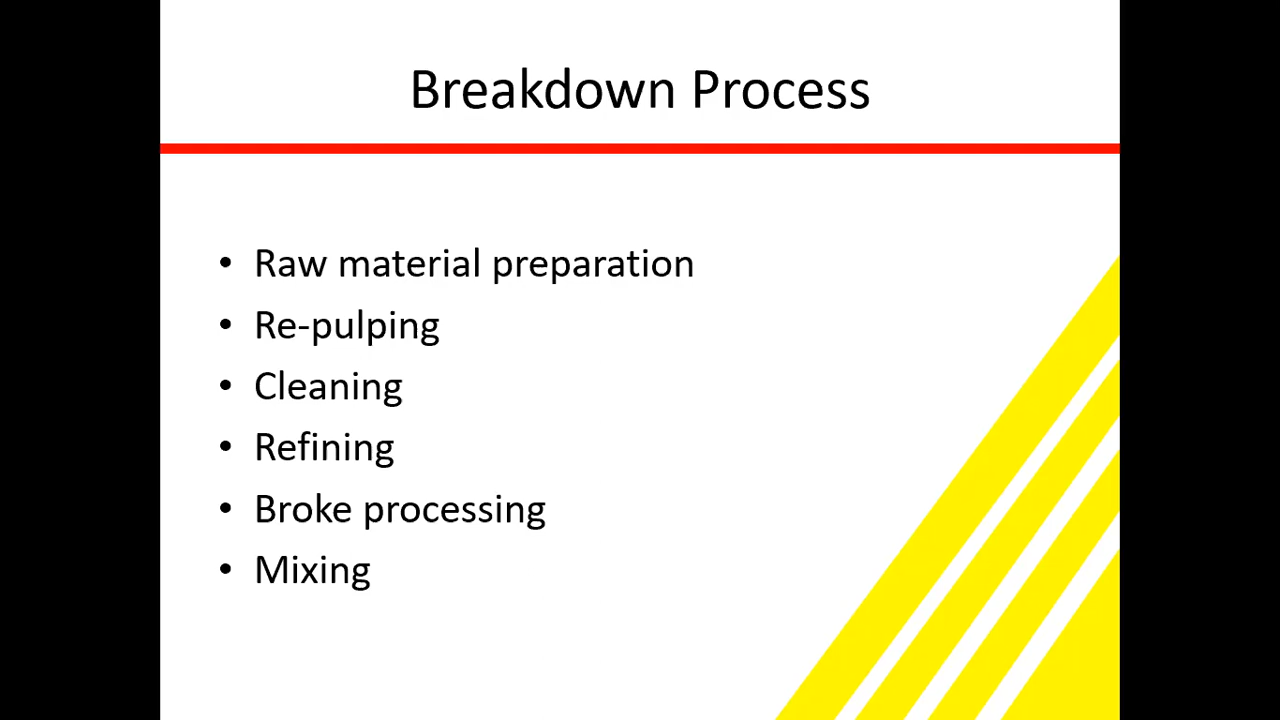 Breakdown Process
• Raw material preparation
• Re-pulping
• Cleaning
• Refining
• Broke processing
• Mixing